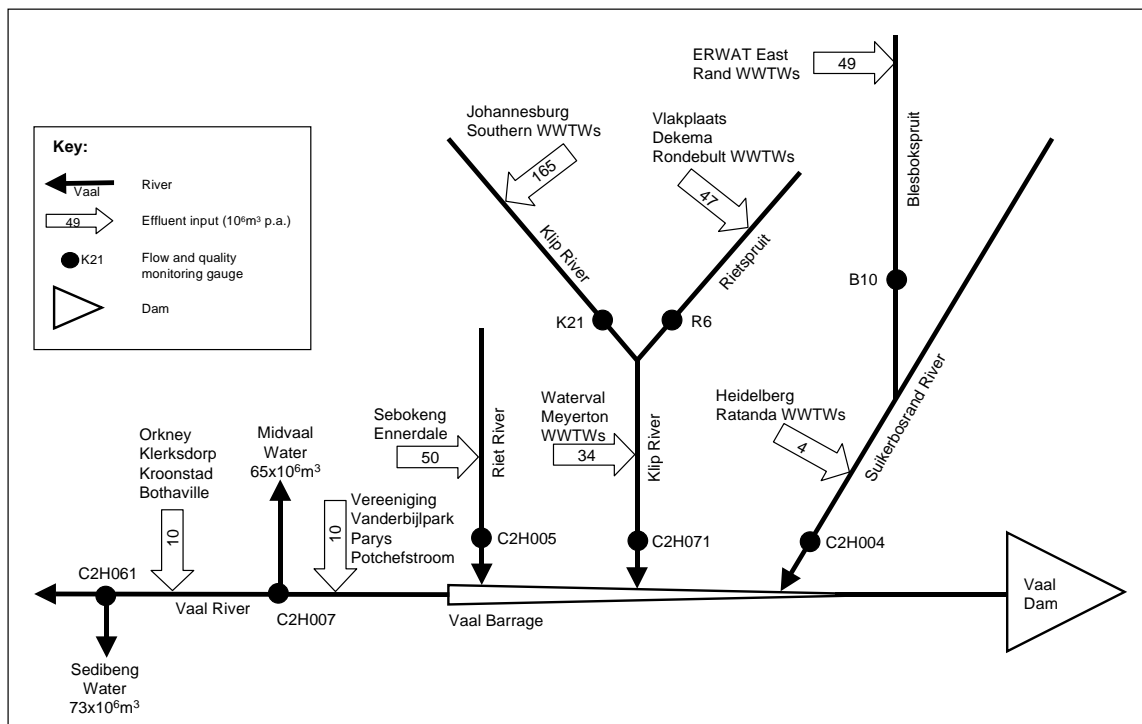 Key:
Vaal
River
49
Effluent input (10⁶m³ p.a.)
K21
Flow and quality
monitoring gauge
Dam
Johannesburg
Southern WWTWs
165
Klip River
K21
Vlakplaats
Dekema
Rondebult WWTWs
47
Rietspruit
R6
ERWAT East
Rand WWTWs
49
Blesbokspruit
B10
Heidelberg
Ratanda WWTWs
4
Suikerbosrand River
C2H004
Waterval
Meyerton
WWTWs
34
Klip River
C2H071
Sebokeng
Ennerdale
50
Riet River
C2H005
Orkney
Klerksdorp
Kroonstad
Bothaville
10
Midvaal
Water
65x10⁶m³
Vereeniging
Vanderbijlpark
Parys
Potchefstroom
10
C2H061
Vaal River
C2H007
Vaal Barrage
Vaal
Dam
Sedibeng
Water
73x10⁶m³